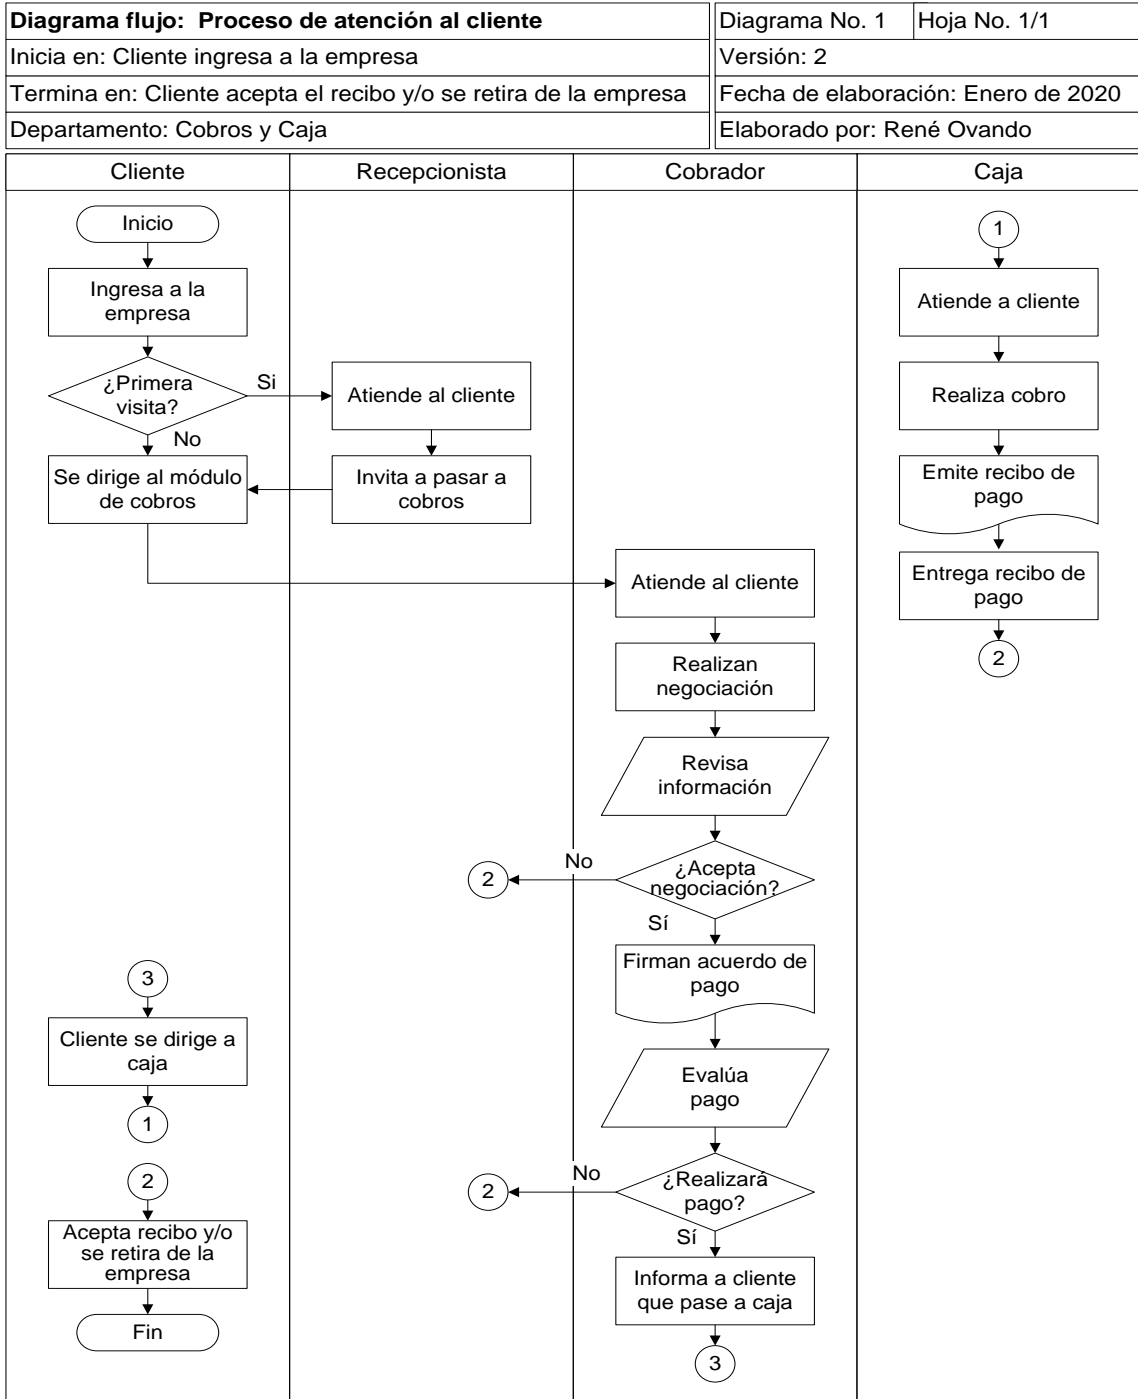 Diagrama flujo:  Proceso de atención al cliente
Diagrama No. 1
Hoja No. 1/1
Inicia en: Cliente ingresa a la empresa
Versión: 2
Termina en: Cliente acepta el recibo y/o se retira de la empresa
Fecha de elaboración: Enero de 2020
Departamento: Cobros y Caja
Elaborado por: René Ovando
Cliente
Recepcionista
Cobrador
Caja
Inicio
Ingresa a la
empresa
¿Primera
visita?
Si
No
Se dirige al módulo
de cobros
3
Cliente se dirige a
caja
1
2
Acepta recibo y/o
se retira de la
empresa
Fin
Atiende al cliente
Invita a pasar a
cobros
2
2
Atiende al cliente
Realizan
negociación
Revisa
información
¿Acepta
negociación?
No
Sí
Firman acuerdo de
pago
Evalúa
pago
¿Realizará
pago?
No
Sí
Informa a cliente
que pase a caja
3
1
Atiende a cliente
Realiza cobro
Emite recibo de
pago
Entrega recibo de
pago
2